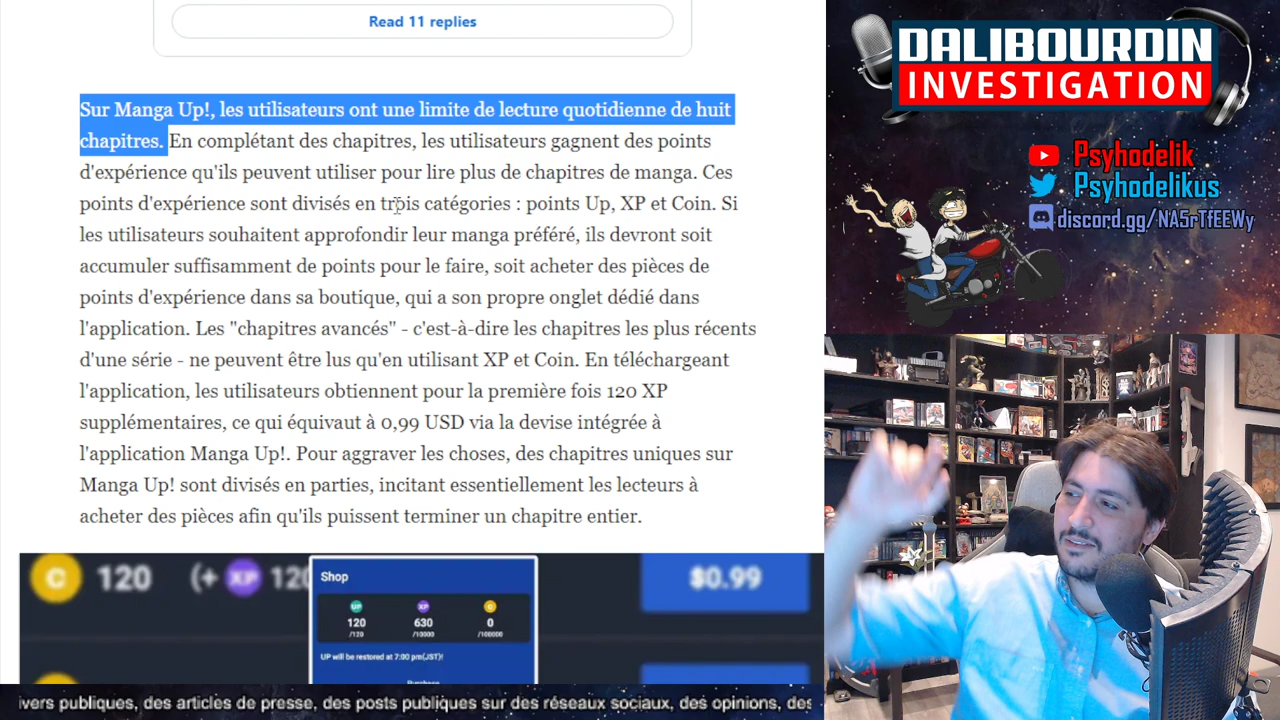 Read 11 replies
Sur Manga Up!, les utilisateurs ont une limite de lecture quotidienne de huit
chapitres. En complétant des chapitres, les utilisateurs gagnent des points
d'expérience qu'ils peuvent utiliser pour lire plus de chapitres de manga. Ces
points d'expérience sont divisés en trois catégories : points Up, XP et Coin. Si
les utilisateurs souhaitent approfondir leur manga préféré, ils devront soit
accumuler suffisamment de points pour le faire, soit acheter des pièces de
points d'expérience dans sa boutique, qui a son propre onglet dédié dans
l'application. Les "chapitres avancés" - c'est-à-dire les chapitres les plus récents
d'une série - ne peuvent être lus qu'en utilisant XP et Coin. En téléchargeant
l'application, les utilisateurs obtiennent pour la première fois 120 XP
supplémentaires, ce qui équivaut à 0,99 USD via la devise intégrée à
l'application Manga Up!. Pour aggraver les choses, des chapitres uniques sur
Manga Up! sont divisés en parties, incitant essentiellement les lecteurs à
acheter des pièces afin qu'ils puissent terminer un chapitre entier.
C 120 (+ XP 120
$0.99
Shop
UP XP C
120 630 0
/120 /10000 /100000
UP will be restored at 7:00 pm(JST)!
ivers publiques, des articles de presse, des posts publiques sur des réseaux sociaux, des opinions, des
DALIBOURDIN
INVESTIGATION
Psyhodelik
Psyhodelikus
discord.gg/NA5rTfEEWy